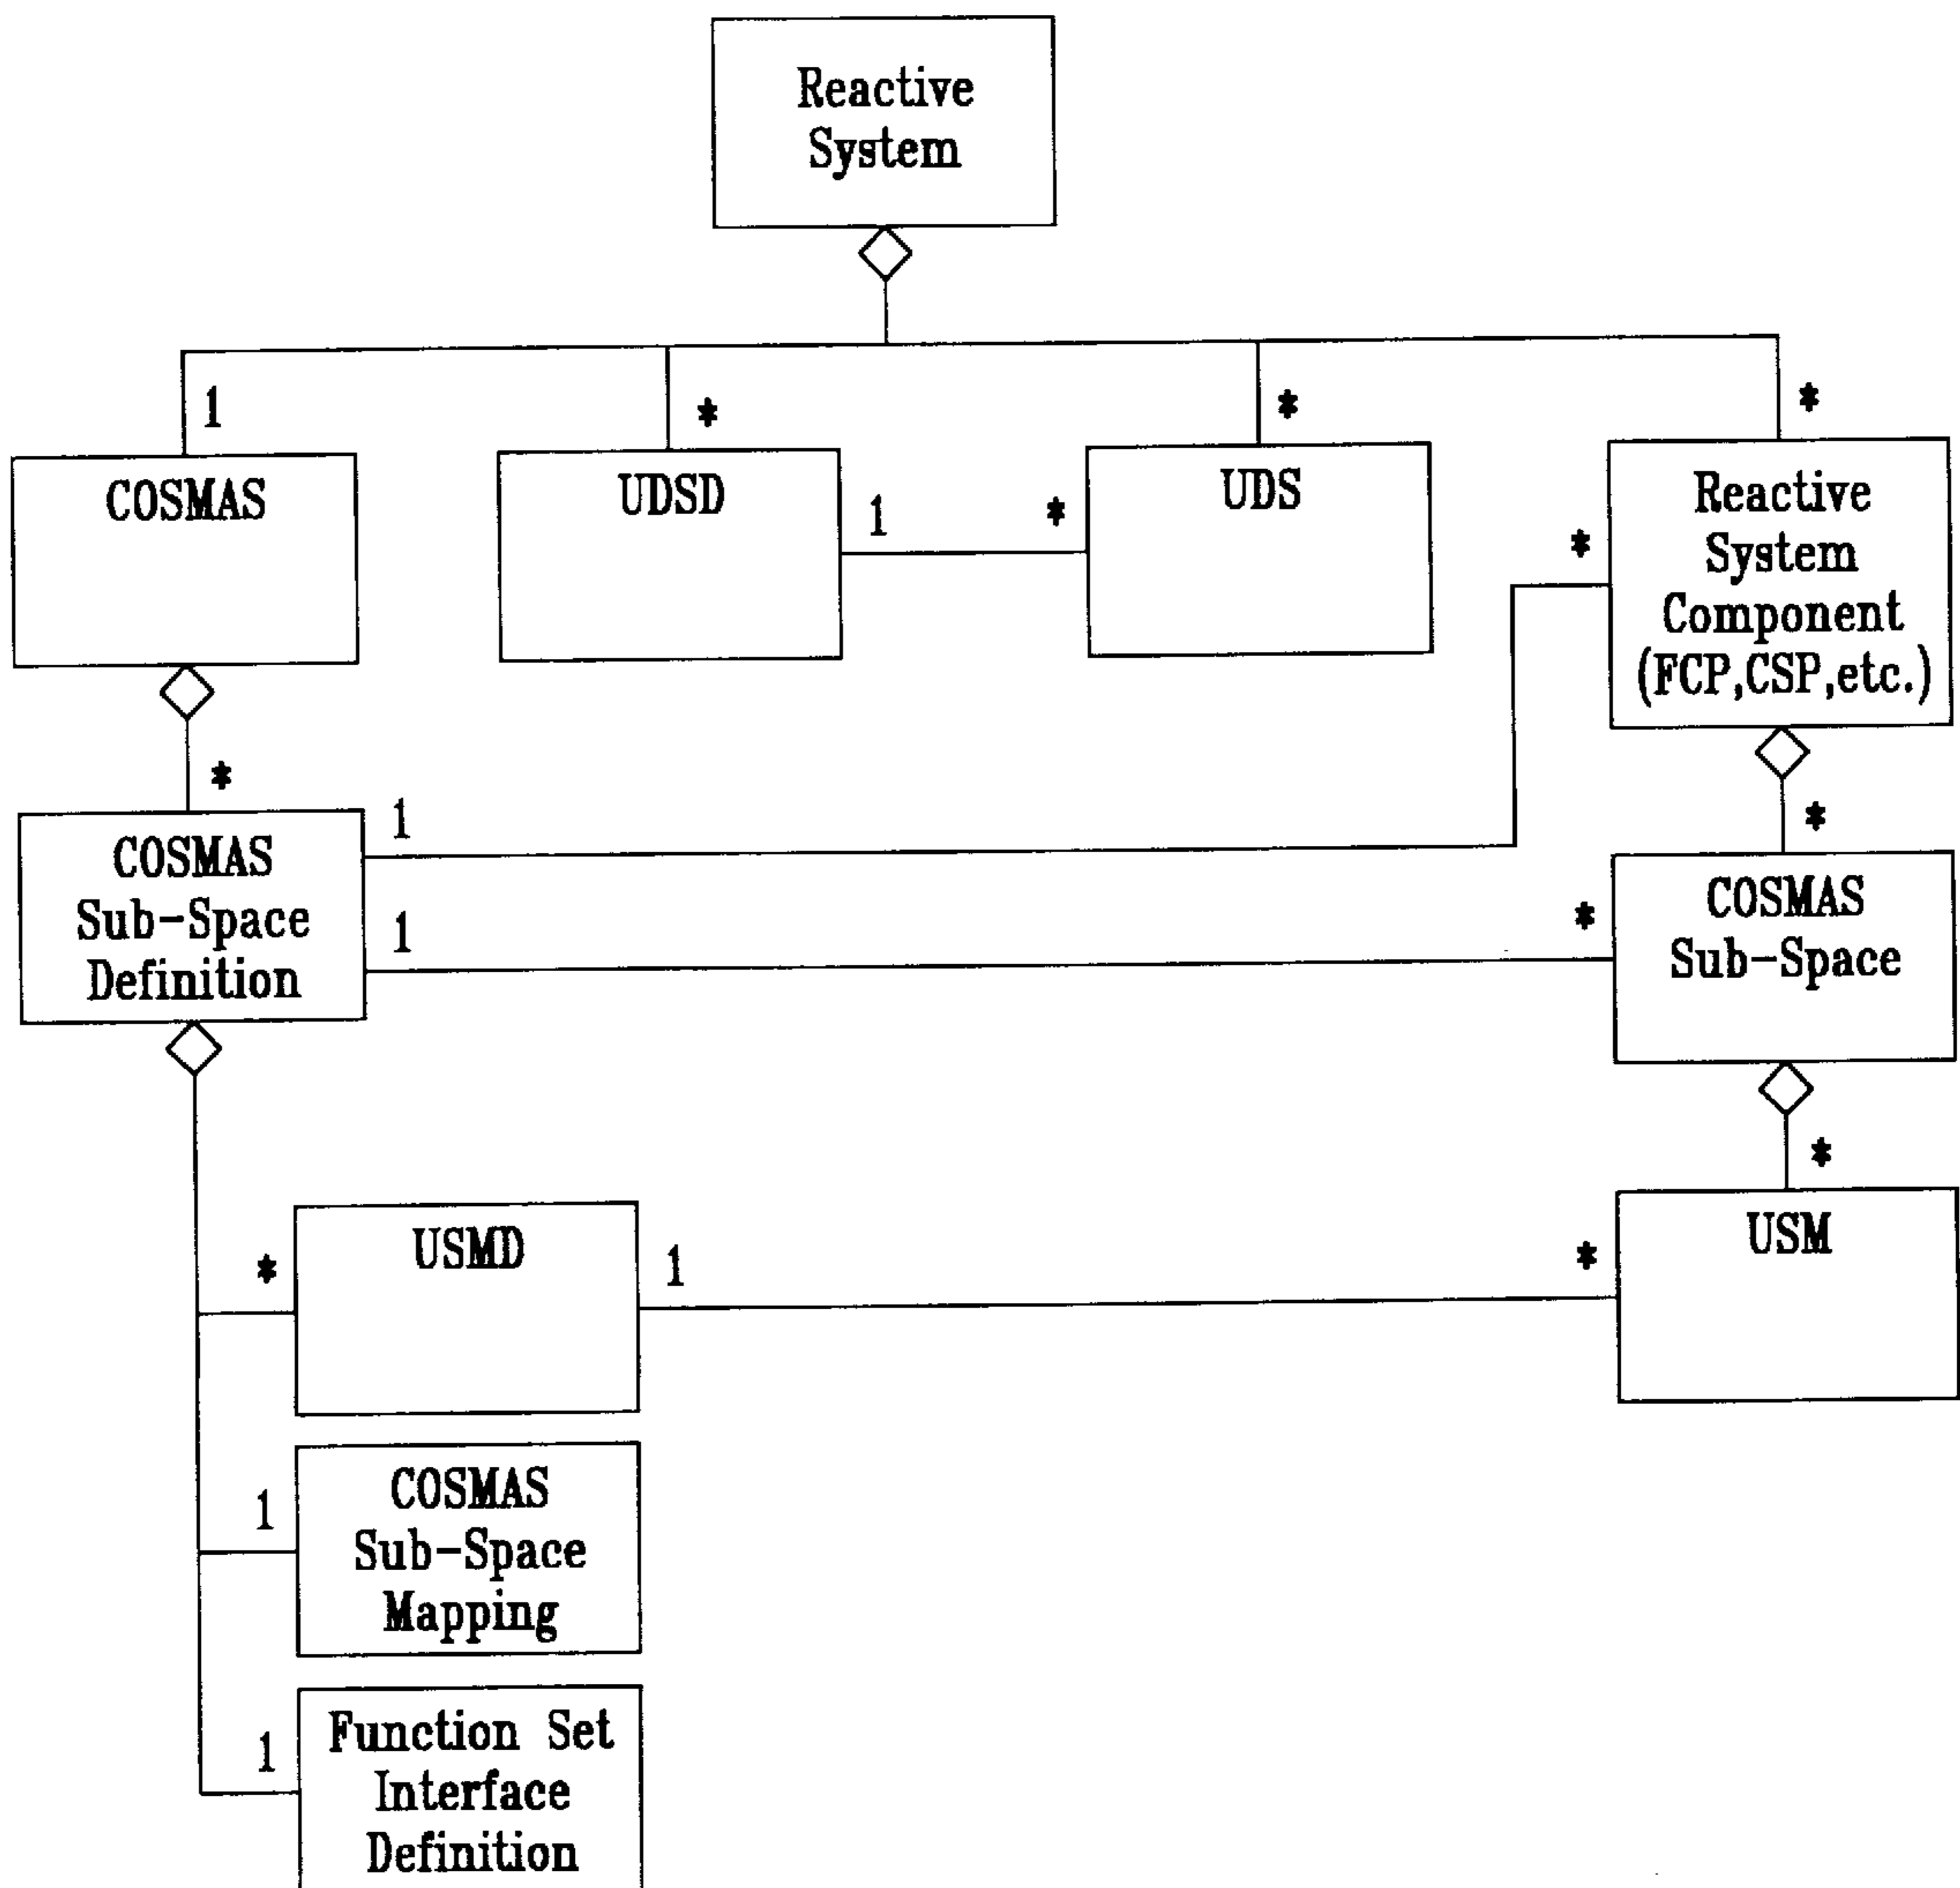 Reactive
System
1
*
*
*
COSMAS
UDSD
1
*
UDS
*
Reactive
System
Component
(FCP,CSP,etc.)
*
*
COSMAS
Sub-Space
Definition
1
1
*
COSMAS
Sub-Space
*
*
USMD
1
*
USM
1
COSMAS
Sub-Space
Mapping
1
Function Set
Interface
Definition